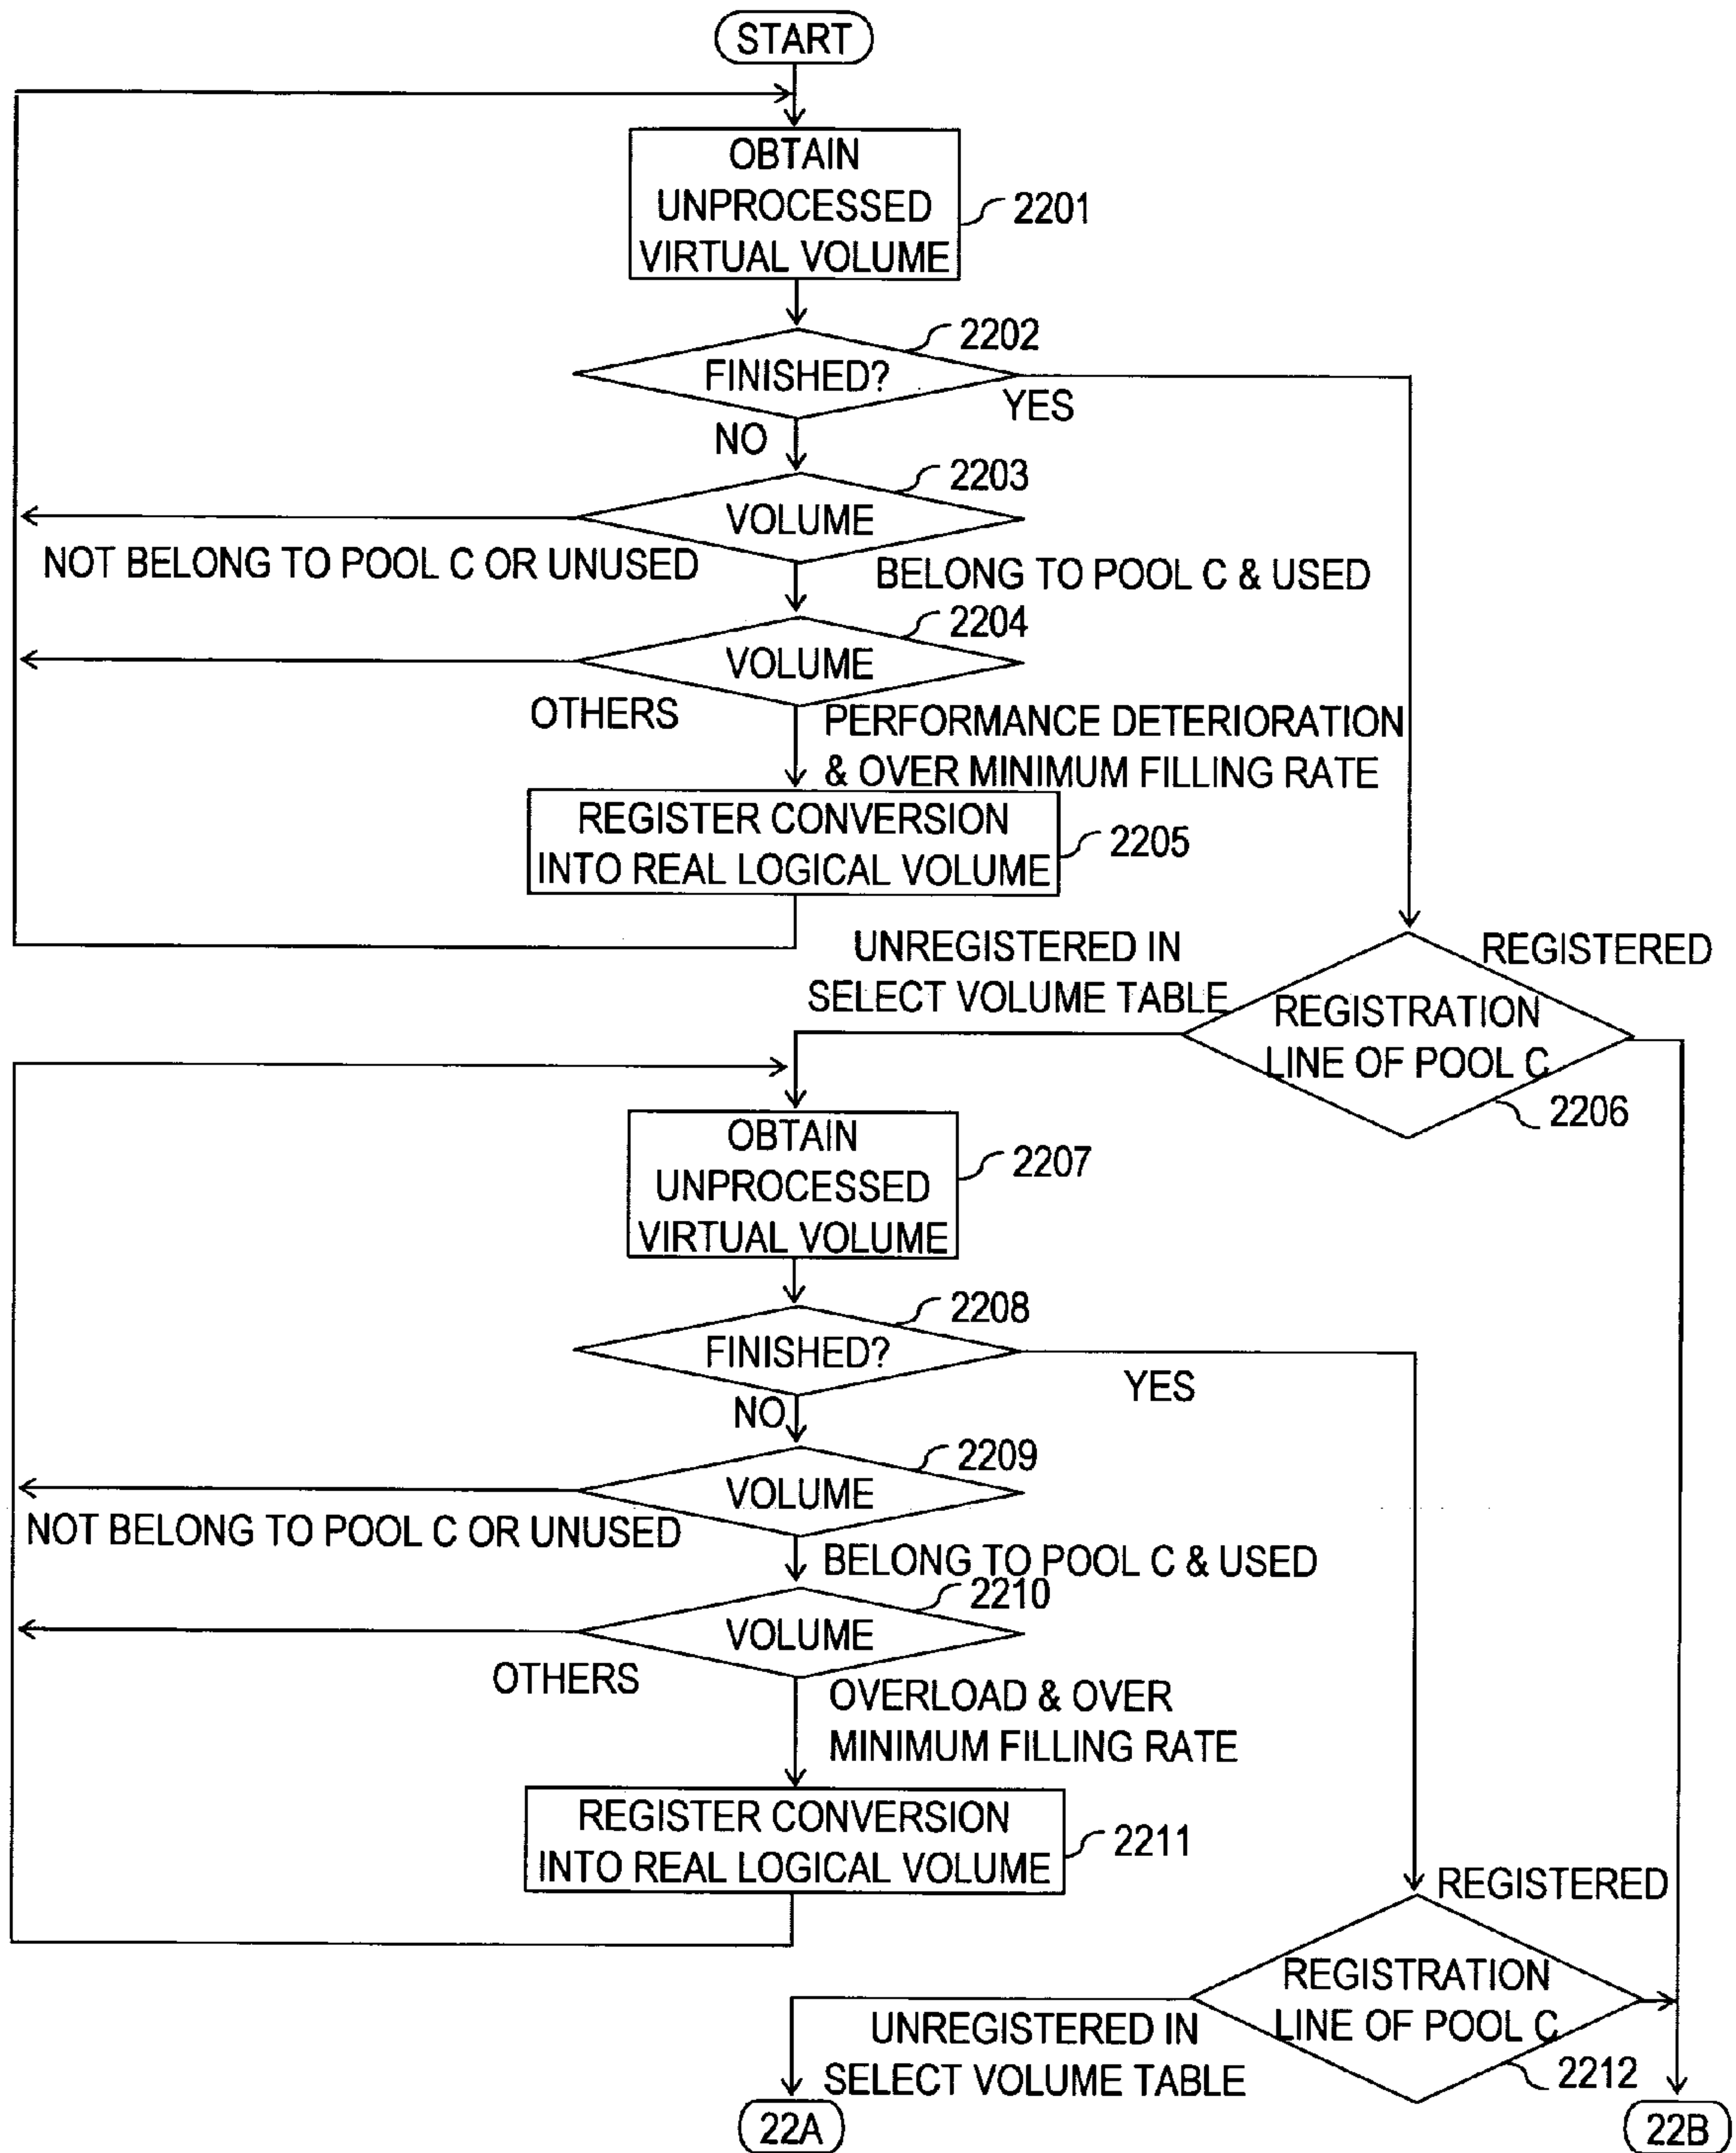 START
OBTAIN
UNPROCESSED
VIRTUAL VOLUME
2201
2202
FINISHED?
YES
NO
2203
VOLUME
NOT BELONG TO POOL C OR UNUSED
BELONG TO POOL C & USED
2204
VOLUME
OTHERS
PERFORMANCE DETERIORATION
& OVER MINIMUM FILLING RATE
REGISTER CONVERSION
INTO REAL LOGICAL VOLUME
2205
UNREGISTERED IN
SELECT VOLUME TABLE
REGISTERED
REGISTRATION
LINE OF POOL C
2206
OBTAIN
UNPROCESSED
VIRTUAL VOLUME
2207
2208
FINISHED?
YES
NO
2209
VOLUME
NOT BELONG TO POOL C OR UNUSED
BELONG TO POOL C & USED
2210
VOLUME
OTHERS
OVERLOAD & OVER
MINIMUM FILLING RATE
REGISTER CONVERSION
INTO REAL LOGICAL VOLUME
2211
REGISTERED
REGISTRATION
LINE OF POOL C
2212
UNREGISTERED IN
SELECT VOLUME TABLE
22A
22B